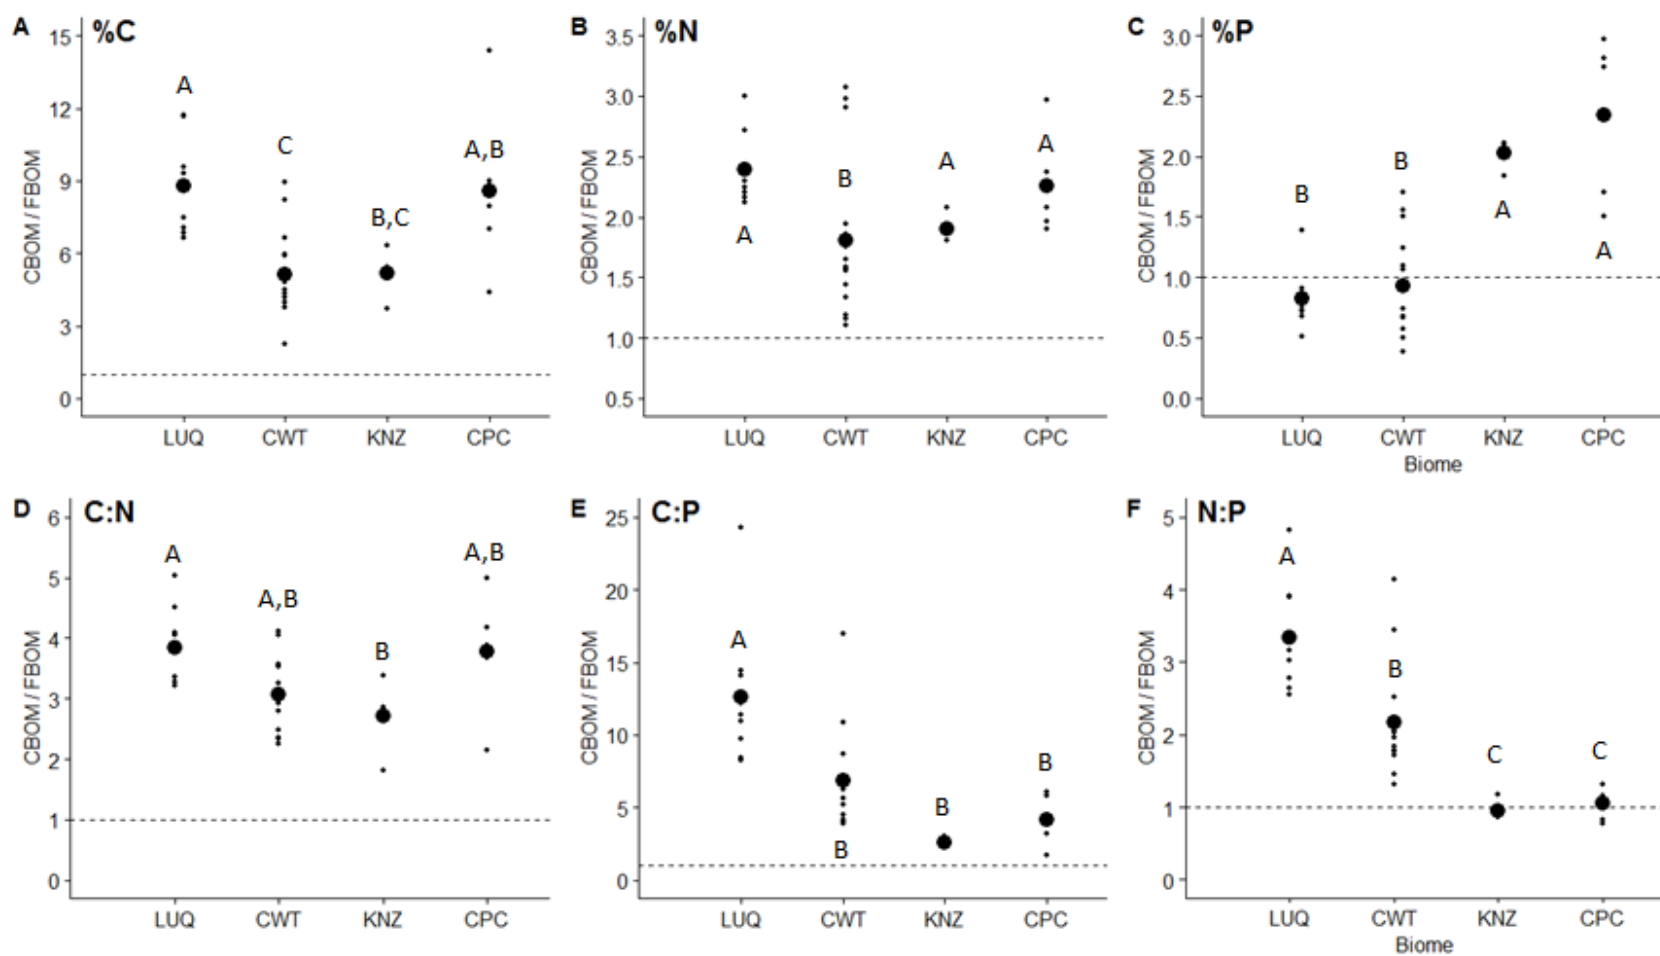 A %C
CBOM / FBOM
15
12
9
6
3
0
A
C
B,C
A,B
LUQ CWT KNZ CPC
B %N
CBOM / FBOM
3.5
3.0
2.5
2.0
1.5
1.0
0.5
A
B
A
A
LUQ CWT KNZ CPC
C %P
CBOM / FBOM
3.0
2.5
2.0
1.5
1.0
0.5
0.0
B
B
A
A
LUQ CWT KNZ CPC
Biome
D C:N
CBOM / FBOM
6
5
4
3
2
1
0
A
A,B
B
A,B
LUQ CWT KNZ CPC
E C:P
CBOM / FBOM
25
20
15
10
5
0
A
B
B
B
LUQ CWT KNZ CPC
F N:P
CBOM / FBOM
5
4
3
2
1
0
A
B
C
C
LUQ CWT KNZ CPC
Biome